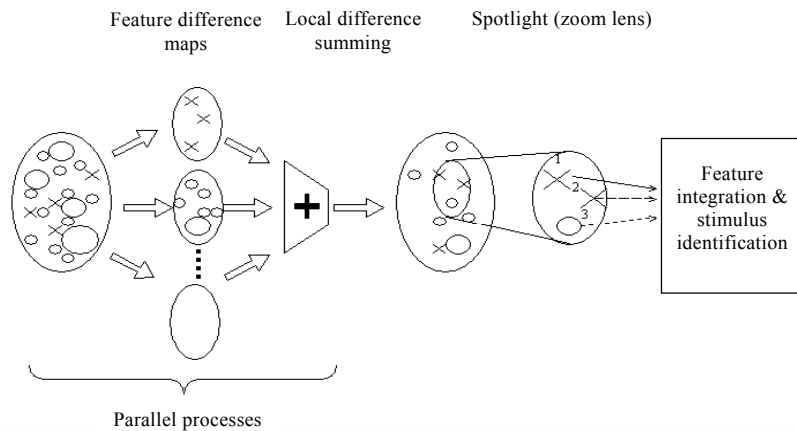 Feature difference
maps
Local difference
summing
Spotlight (zoom lens)
+
1
2
3
Feature
integration &
stimulus
identification
Parallel processes